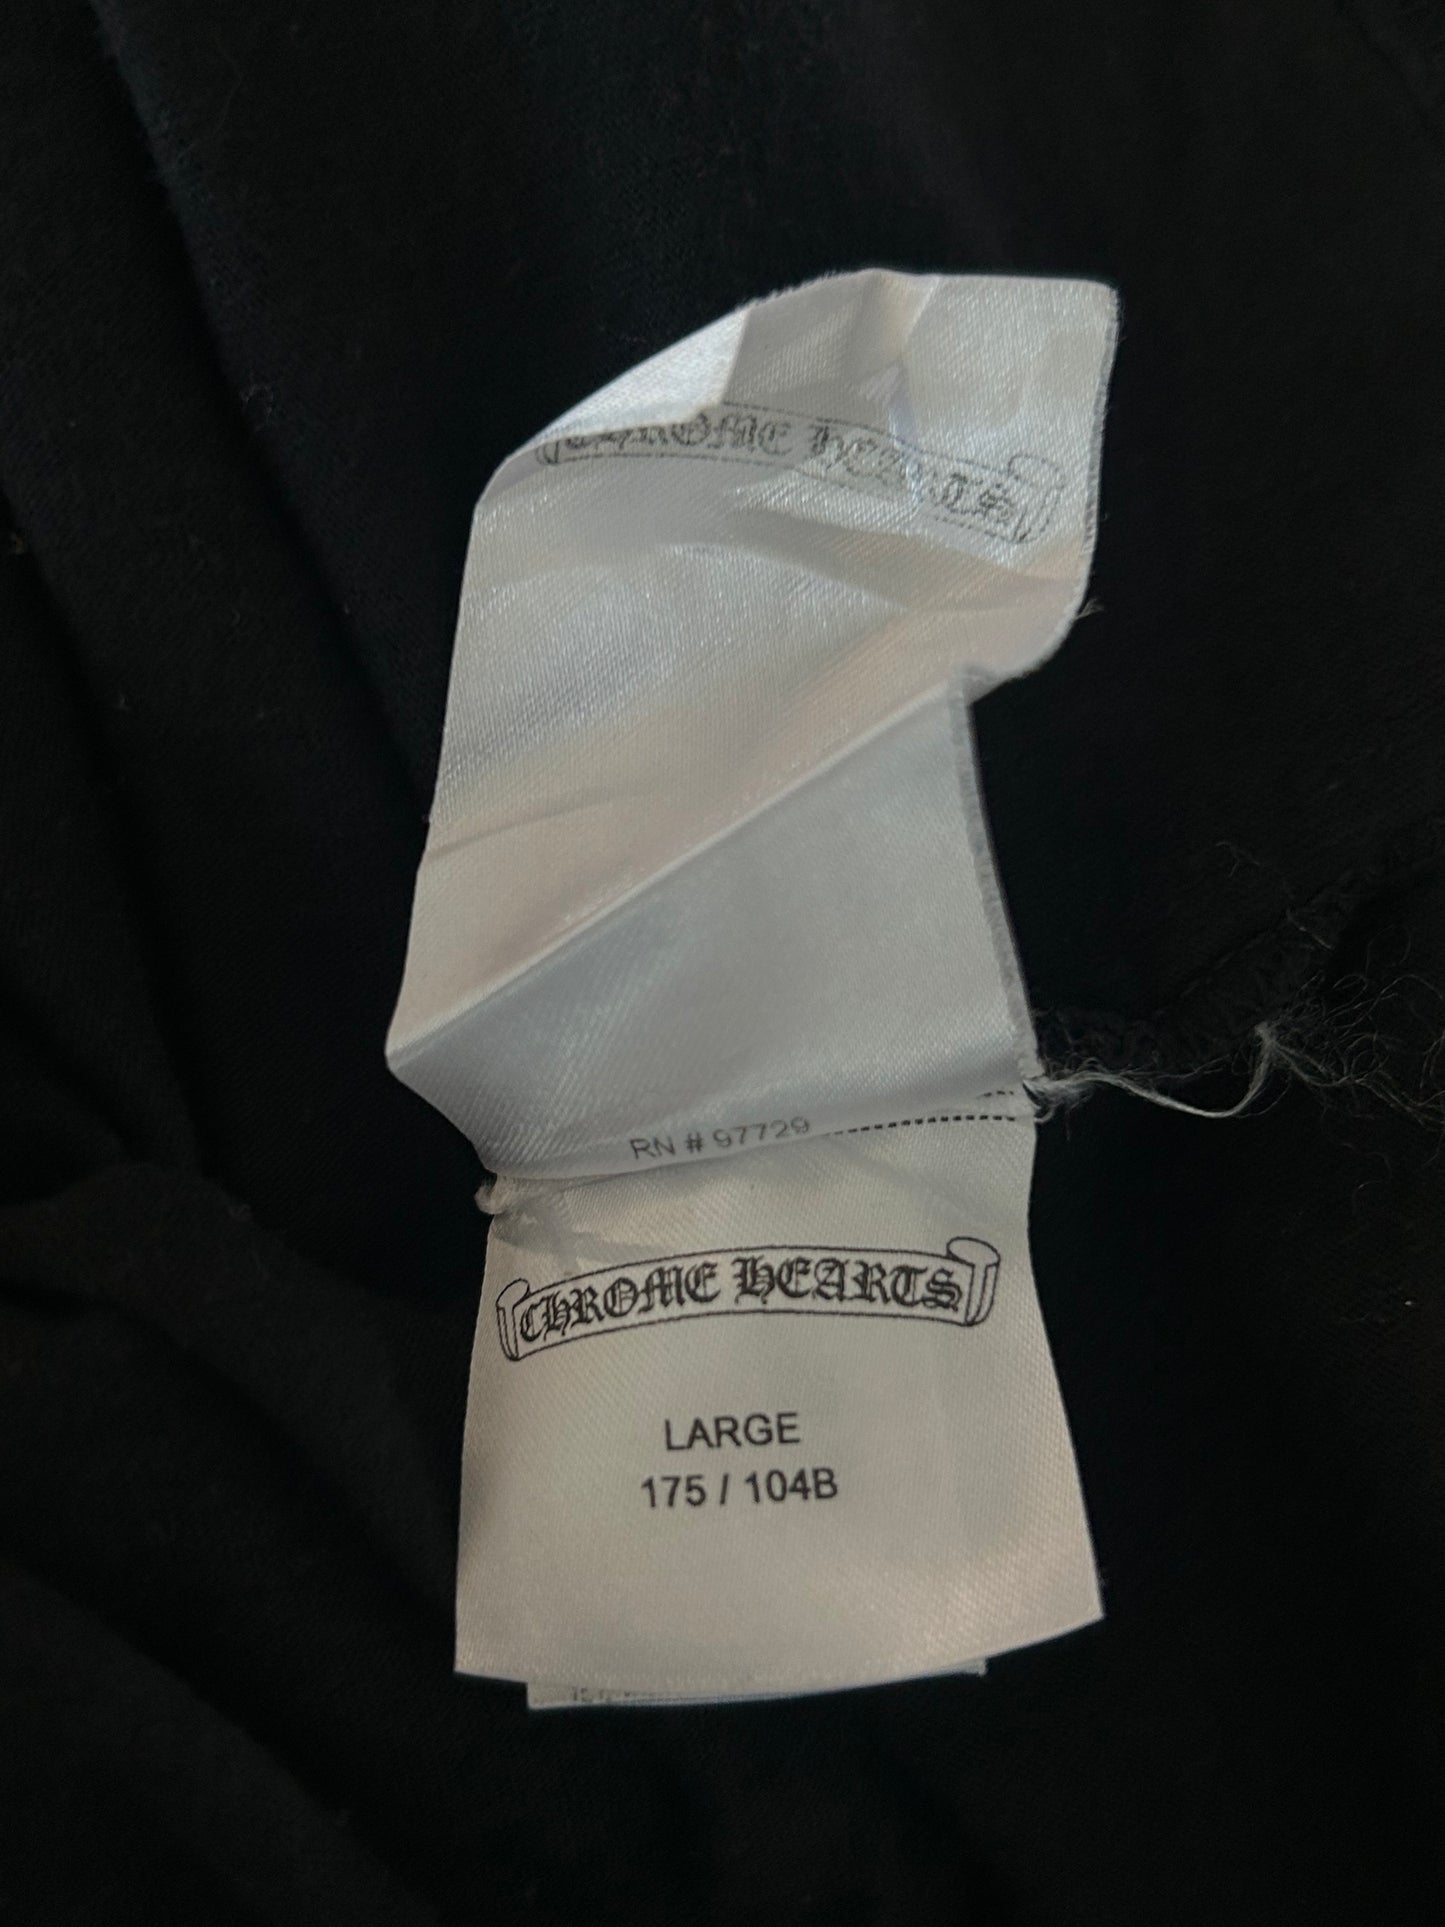 CHROME HEARTS
RN # 97729
CHROME HEARTS
LARGE
175 / 104B